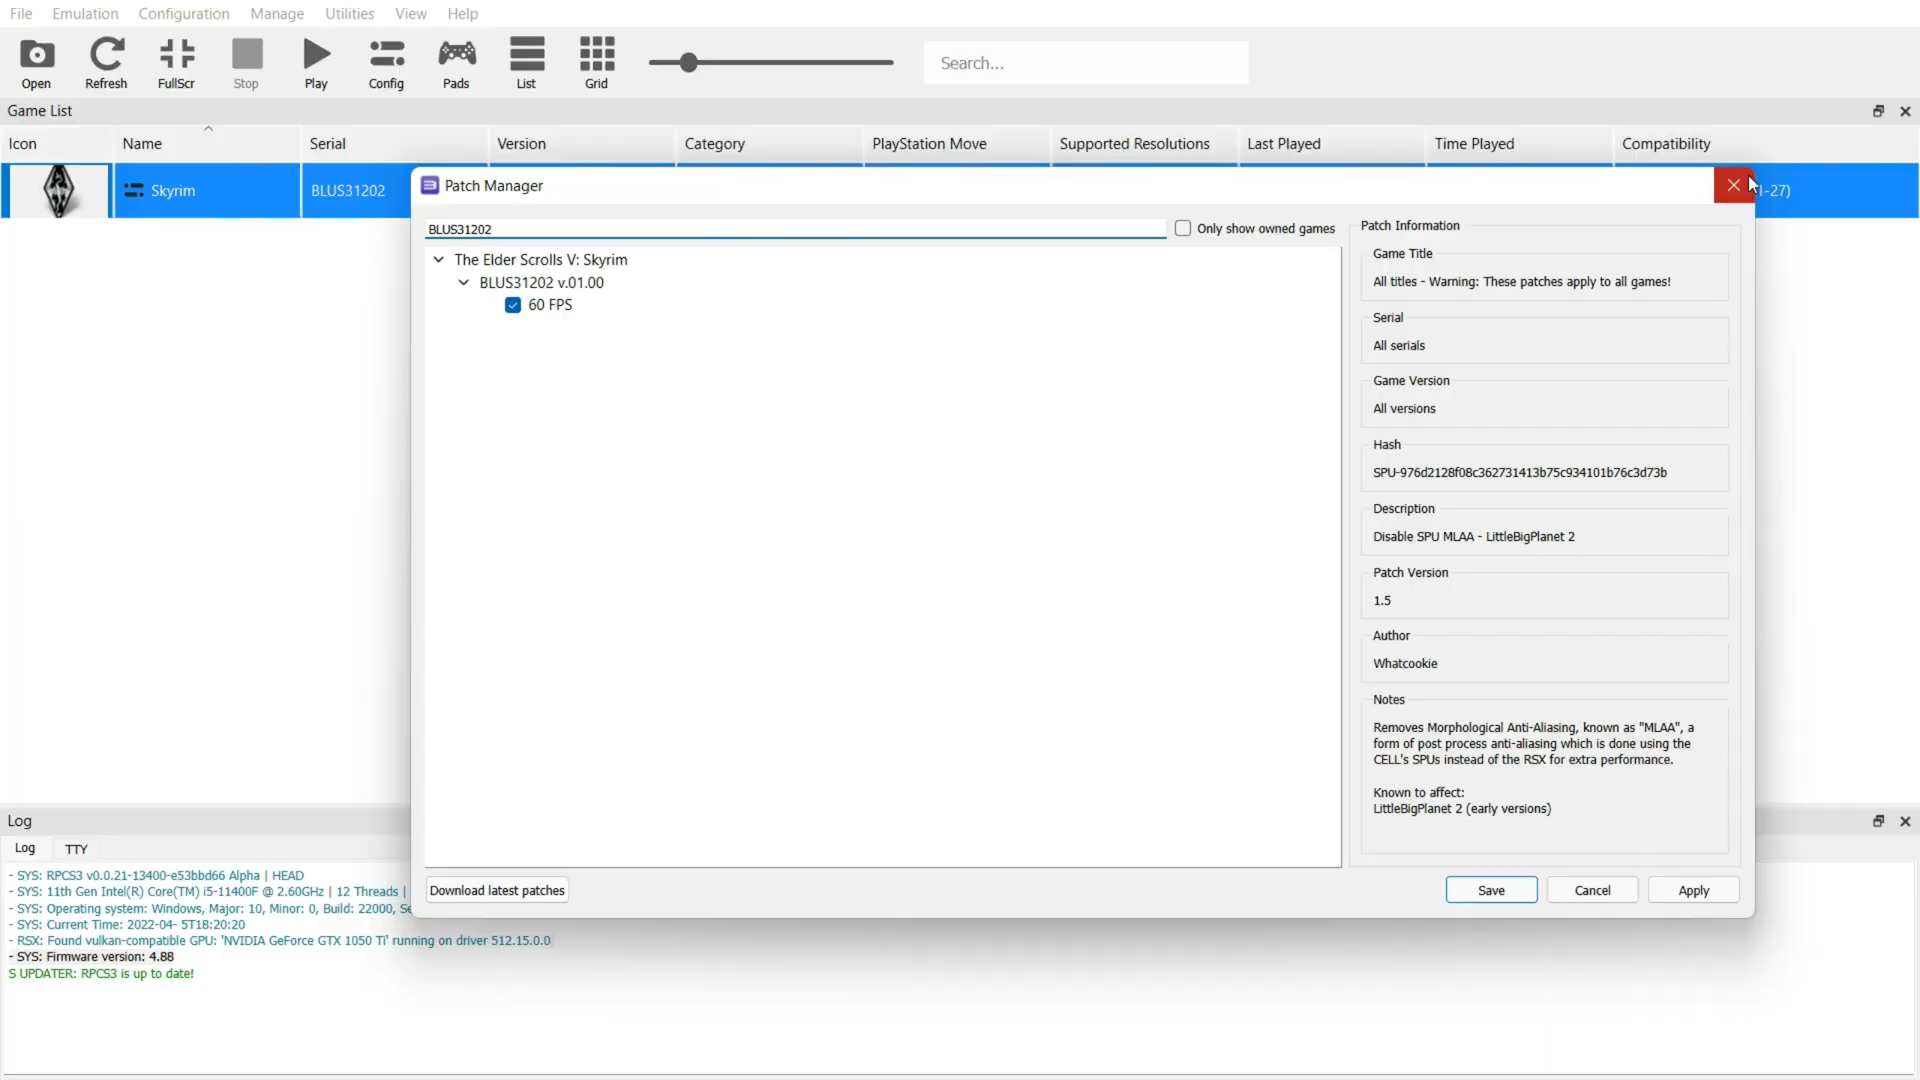 File Emulation Configuration Manage Utilities View Help
Open Refresh FullScr Stop Play Config Pads List Grid
Search...
Game List
Icon Name Serial Version Category PlayStation Move Supported Resolutions Last Played Time Played Compatibility
Skyrim BLUS31202
-27)
Patch Manager
BLUS31202
Only show owned games
The Elder Scrolls V: Skyrim
BLUS31202 v.01.00
60 FPS
Patch Information
Game Title
All titles - Warning: These patches apply to all games!
Serial
All serials
Game Version
All versions
Hash
SPU-976d2128f08c362731413b75c934101b76c3d73b
Description
Disable SPU MLAA - LittleBigPlanet 2
Patch Version
1.5
Author
Whatcookie
Notes
Removes Morphological Anti-Aliasing, known as "MLAA", a
form of post process anti-aliasing which is done using the
CELL's SPUs instead of the RSX for extra performance.
Known to affect:
LittleBigPlanet 2 (early versions)
Download latest patches
Save Cancel Apply
Log
Log TTY
- SYS: RPCS3 v0.0.21-13400-e53bbd66 Alpha | HEAD
- SYS: 11th Gen Intel(R) Core(TM) i5-11400F @ 2.60GHz | 12 Threads |
- SYS: Operating system: Windows, Major: 10, Minor: 0, Build: 22000, Se
- SYS: Current Time: 2022-04- 5T18:20:20
- RSX: Found vulkan-compatible GPU: 'NVIDIA GeForce GTX 1050 Ti' running on driver 512.15.0.0
- SYS: Firmware version: 4.88
S UPDATER: RPCS3 is up to date!